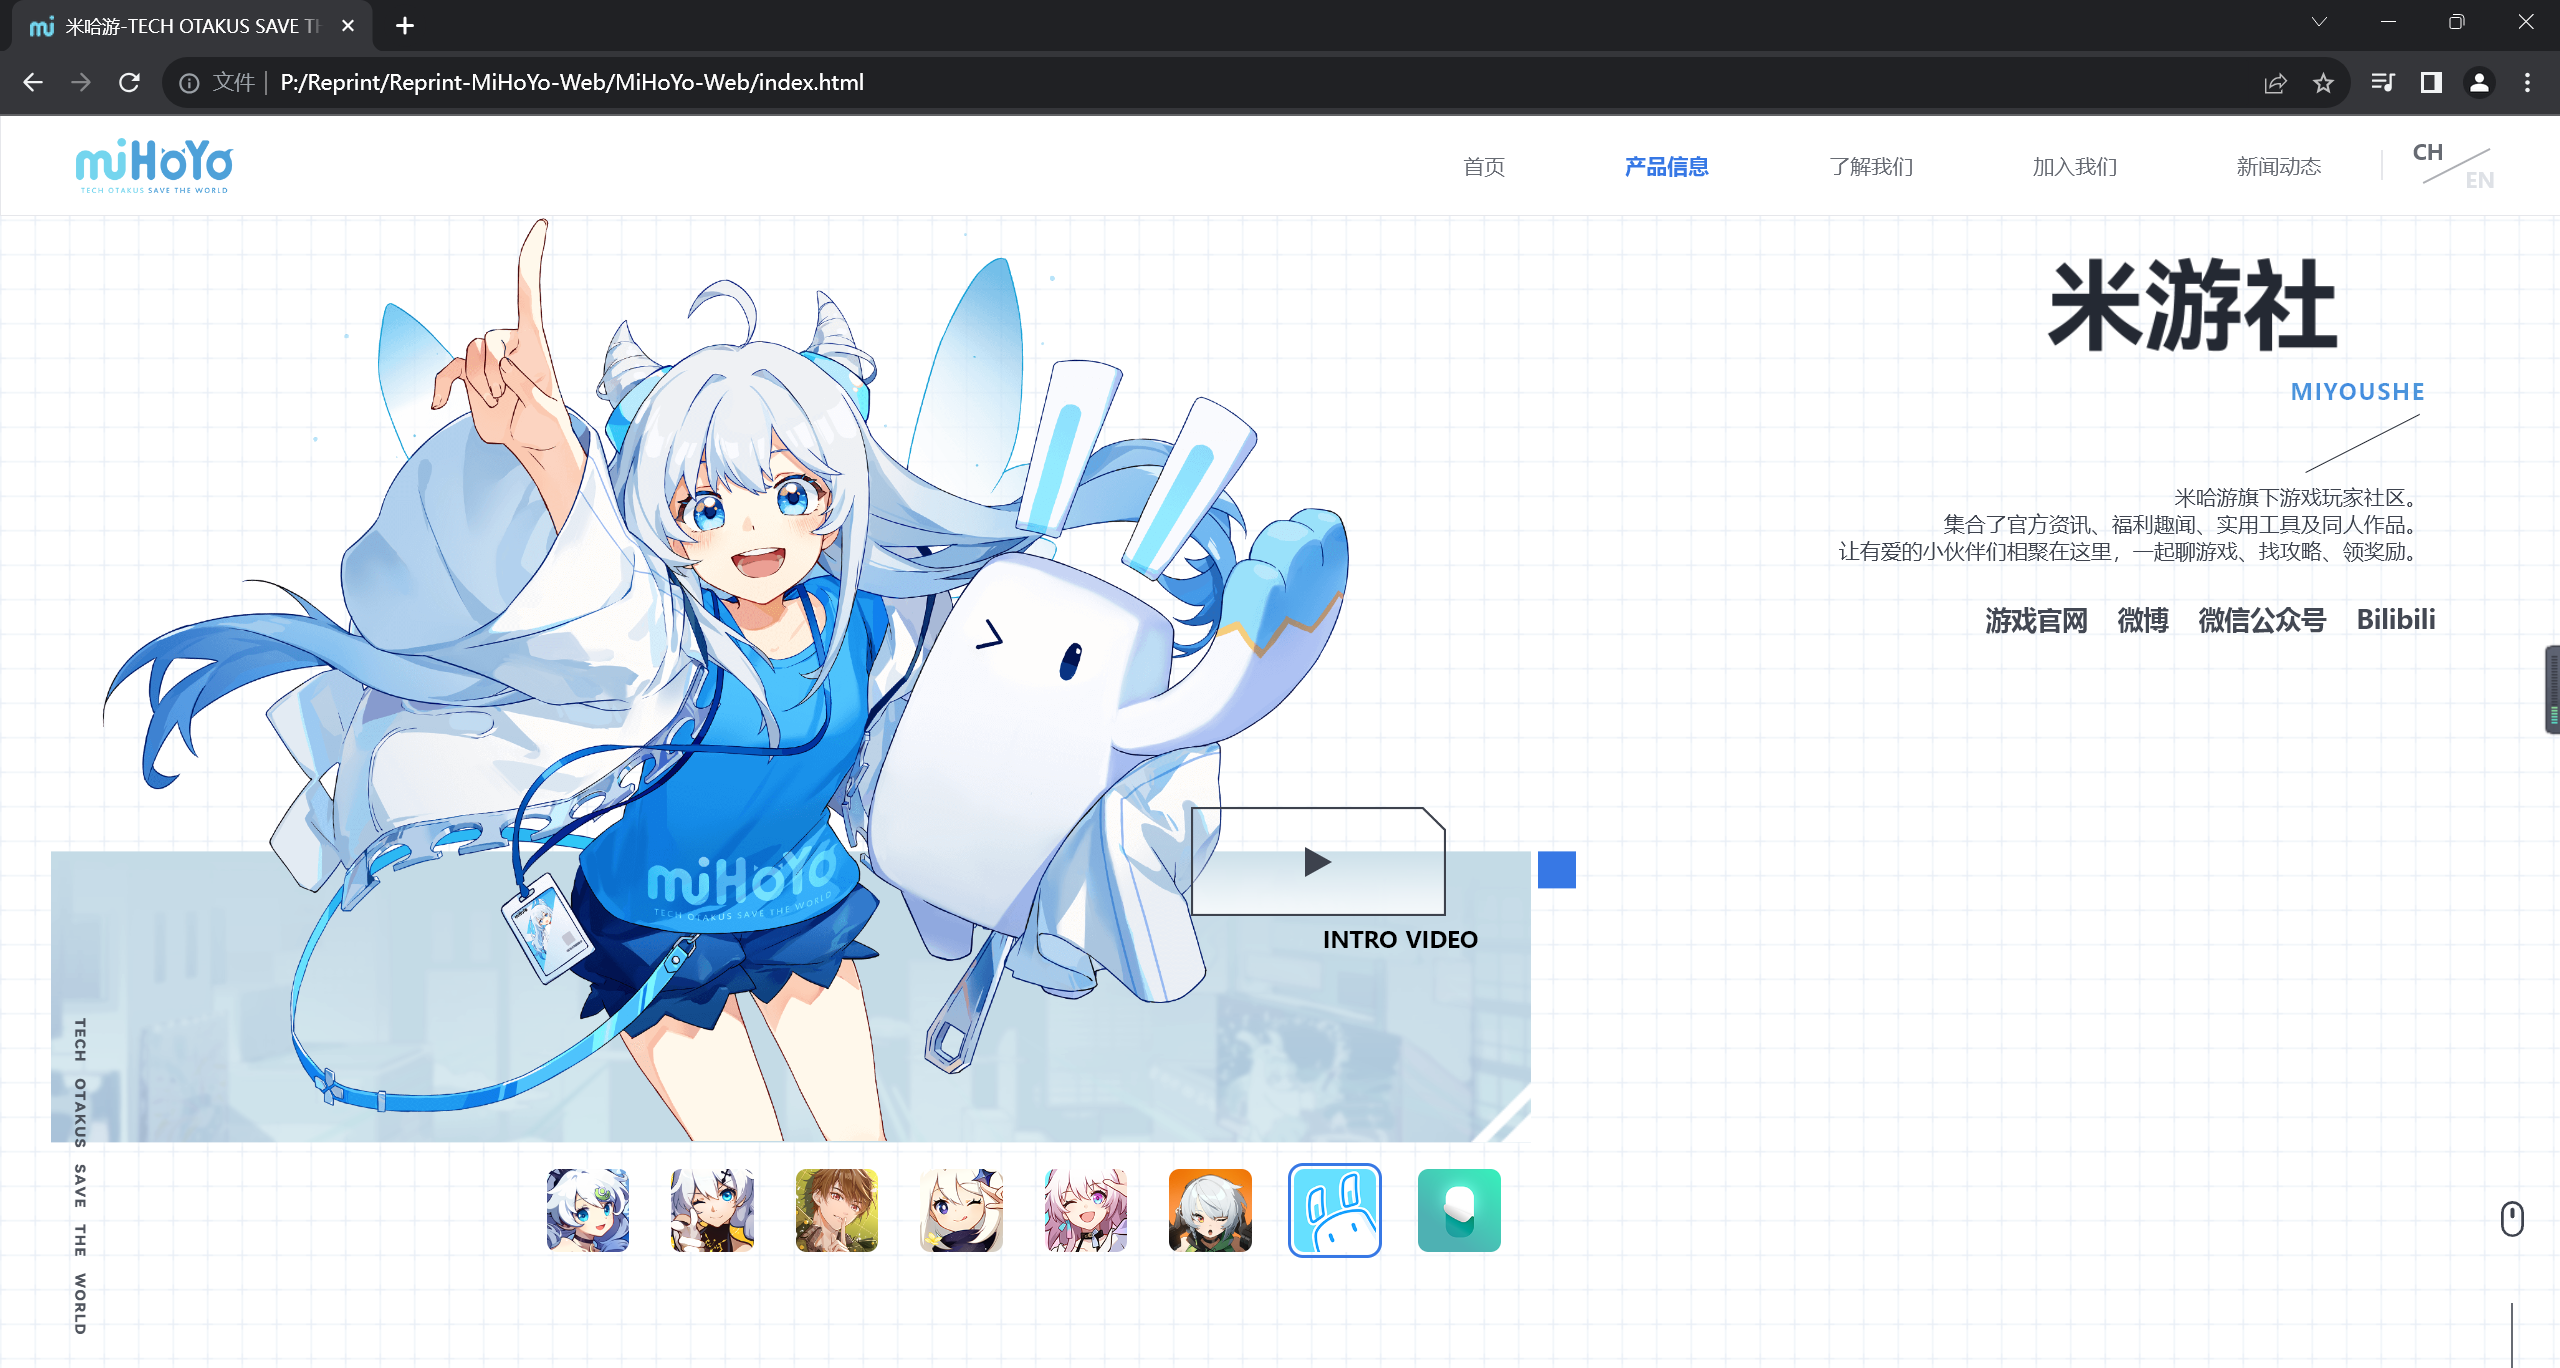 米哈游-TECH OTAKUS SAVE TH
文件 | P:/Reprint/Reprint-MiHoYo-Web/MiHoYo-Web/index.html
miHoYo
TECH OTAKUS SAVE THE WORLD
首页 产品信息 了解我们 加入我们 新闻动态 CH EN
米游社
MIYOUSHE
米哈游旗下游戏玩家社区。
集合了官方资讯、福利趣闻、实用工具及同人作品。
让有爱的小伙伴们相聚在这里，一起聊游戏、找攻略、领奖励。
游戏官网 微博 微信公众号 Bilibili
miHoYo
TECH OTAKUS SAVE THE WORLD
INTRO VIDEO
TECH OTAKUS SAVE THE WORLD